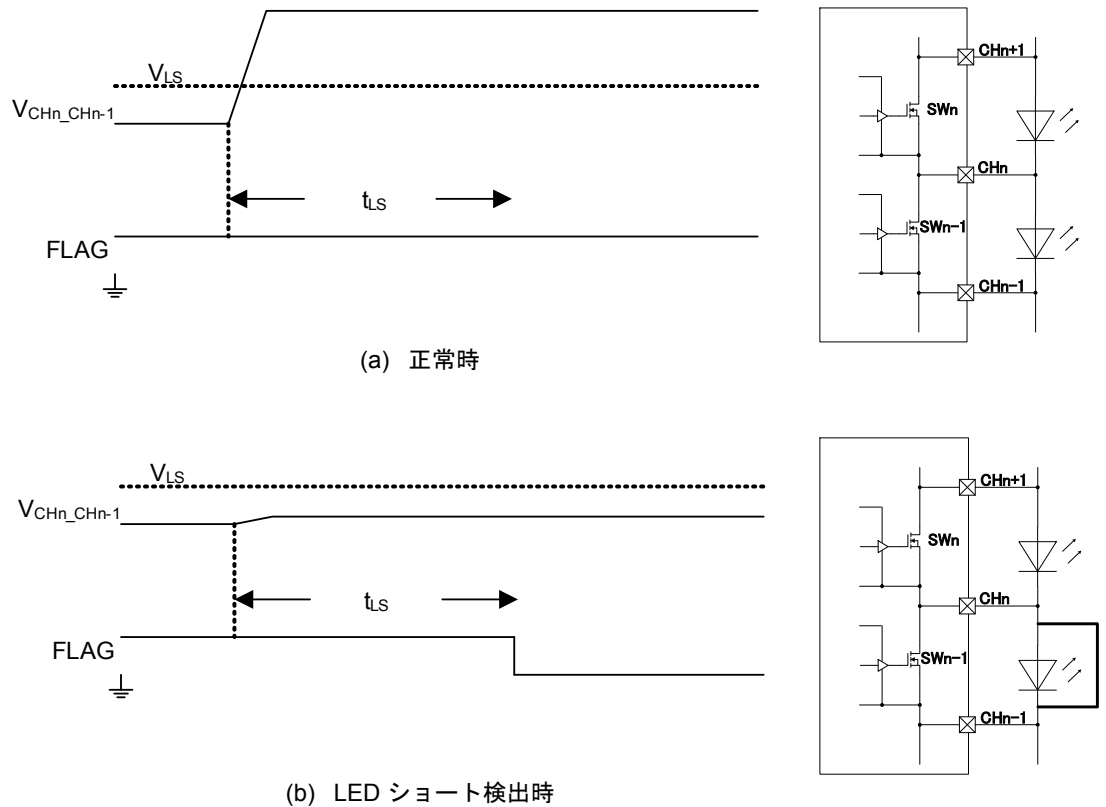 VLS
VCHn_CHn-1
tLS
FLAG
CHn+1
SWn
CHn
SWn-1
CHn-1
(a) 正常時
VLS
VCHn_CHn-1
tLS
FLAG
CHn+1
SWn
CHn
SWn-1
CHn-1
(b) LED ショート検出時